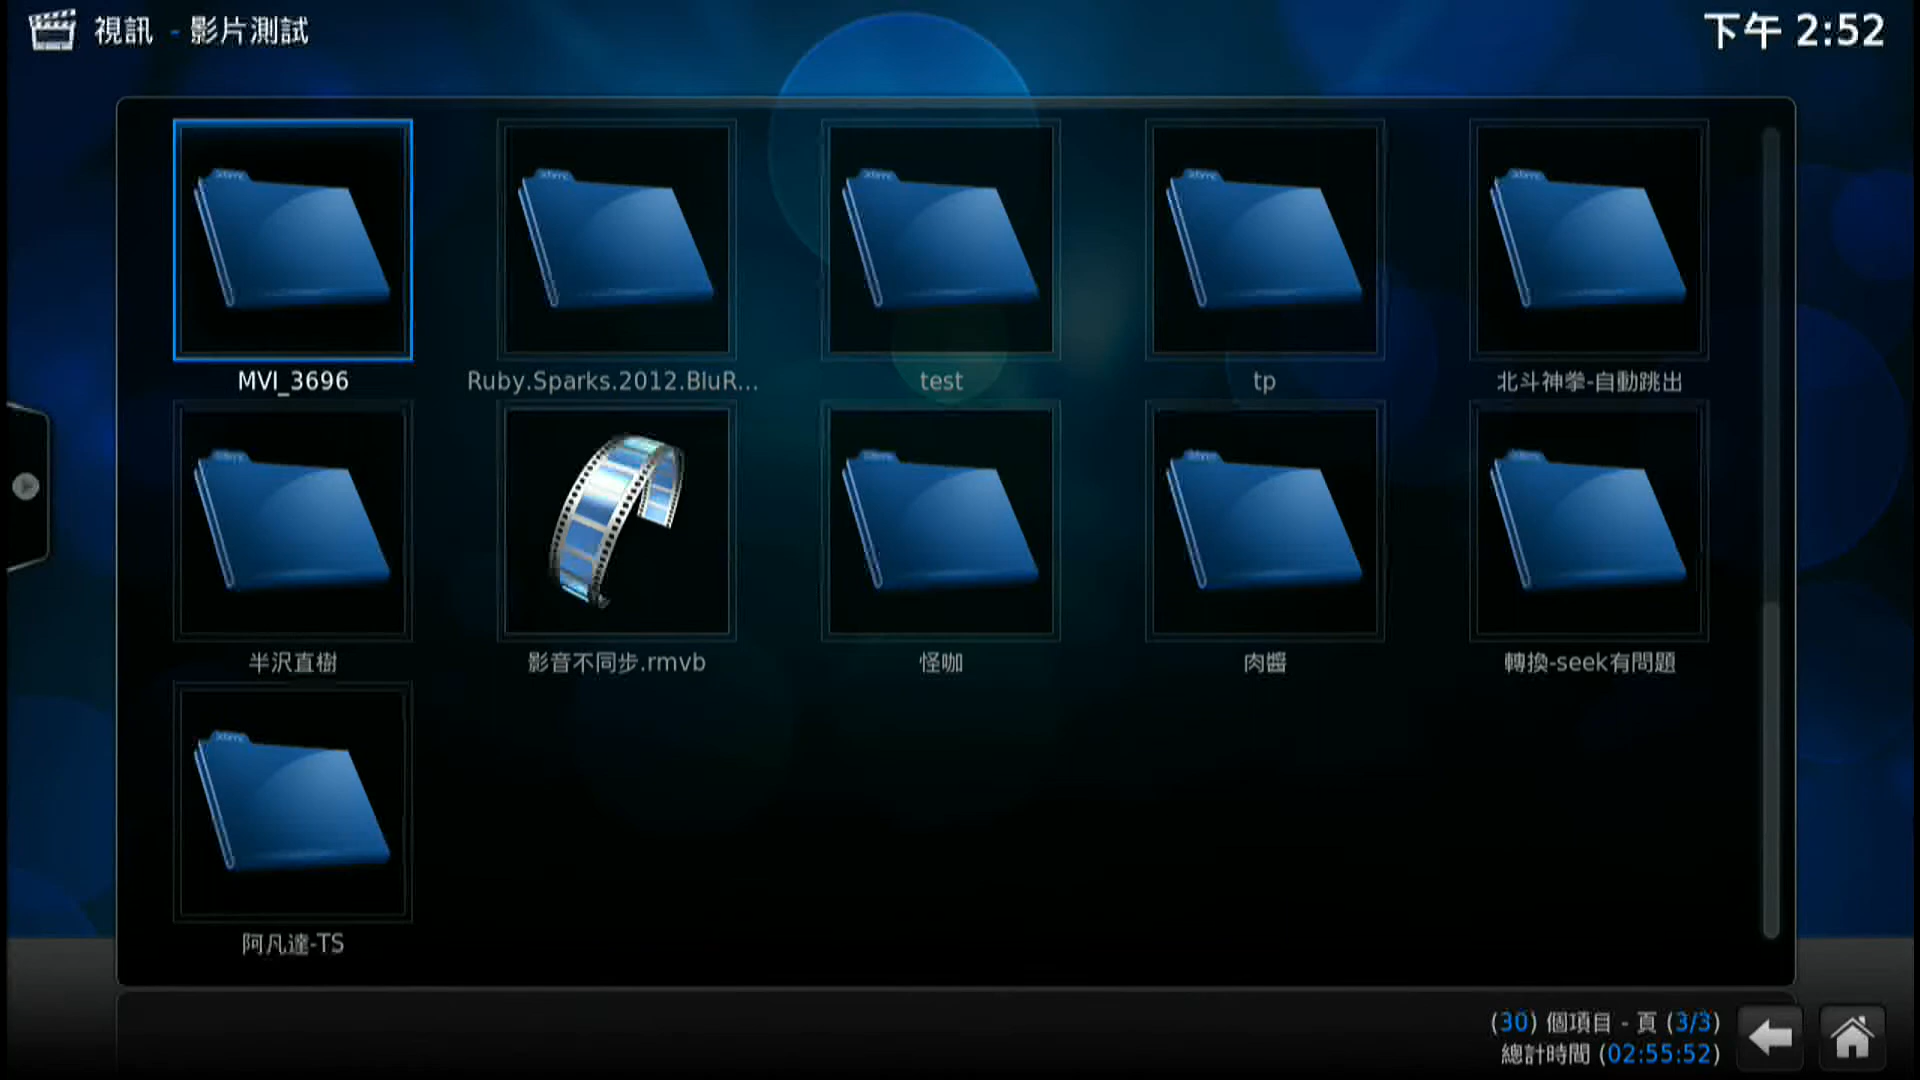 視訊 - 影片測試
下午 2:52
MVI_3696
Ruby.Sparks.2012.BluR...
test
tp
北斗神拳-自動跳出
半沢直樹
影音不同步.rmvb
怪咖
肉醬
轉換-seek有問題
阿凡達-TS
(30) 個項目 - 頁 (3/3)
總計時間 (02:55:52)